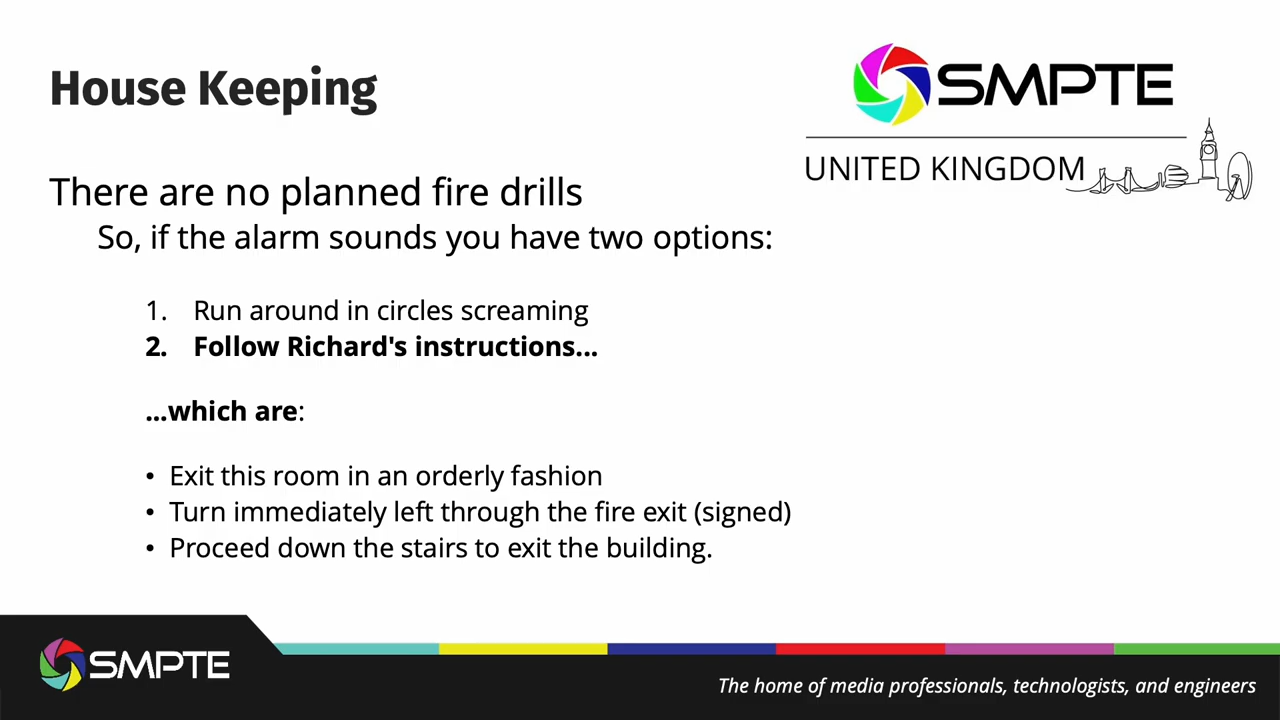 House Keeping
SMPTE
UNITED KINGDOM
There are no planned fire drills
So, if the alarm sounds you have two options:
1. Run around in circles screaming
2. Follow Richard's instructions...
...which are:
• Exit this room in an orderly fashion
• Turn immediately left through the fire exit (signed)
• Proceed down the stairs to exit the building.
SMPTE
The home of media professionals, technologists, and engineers